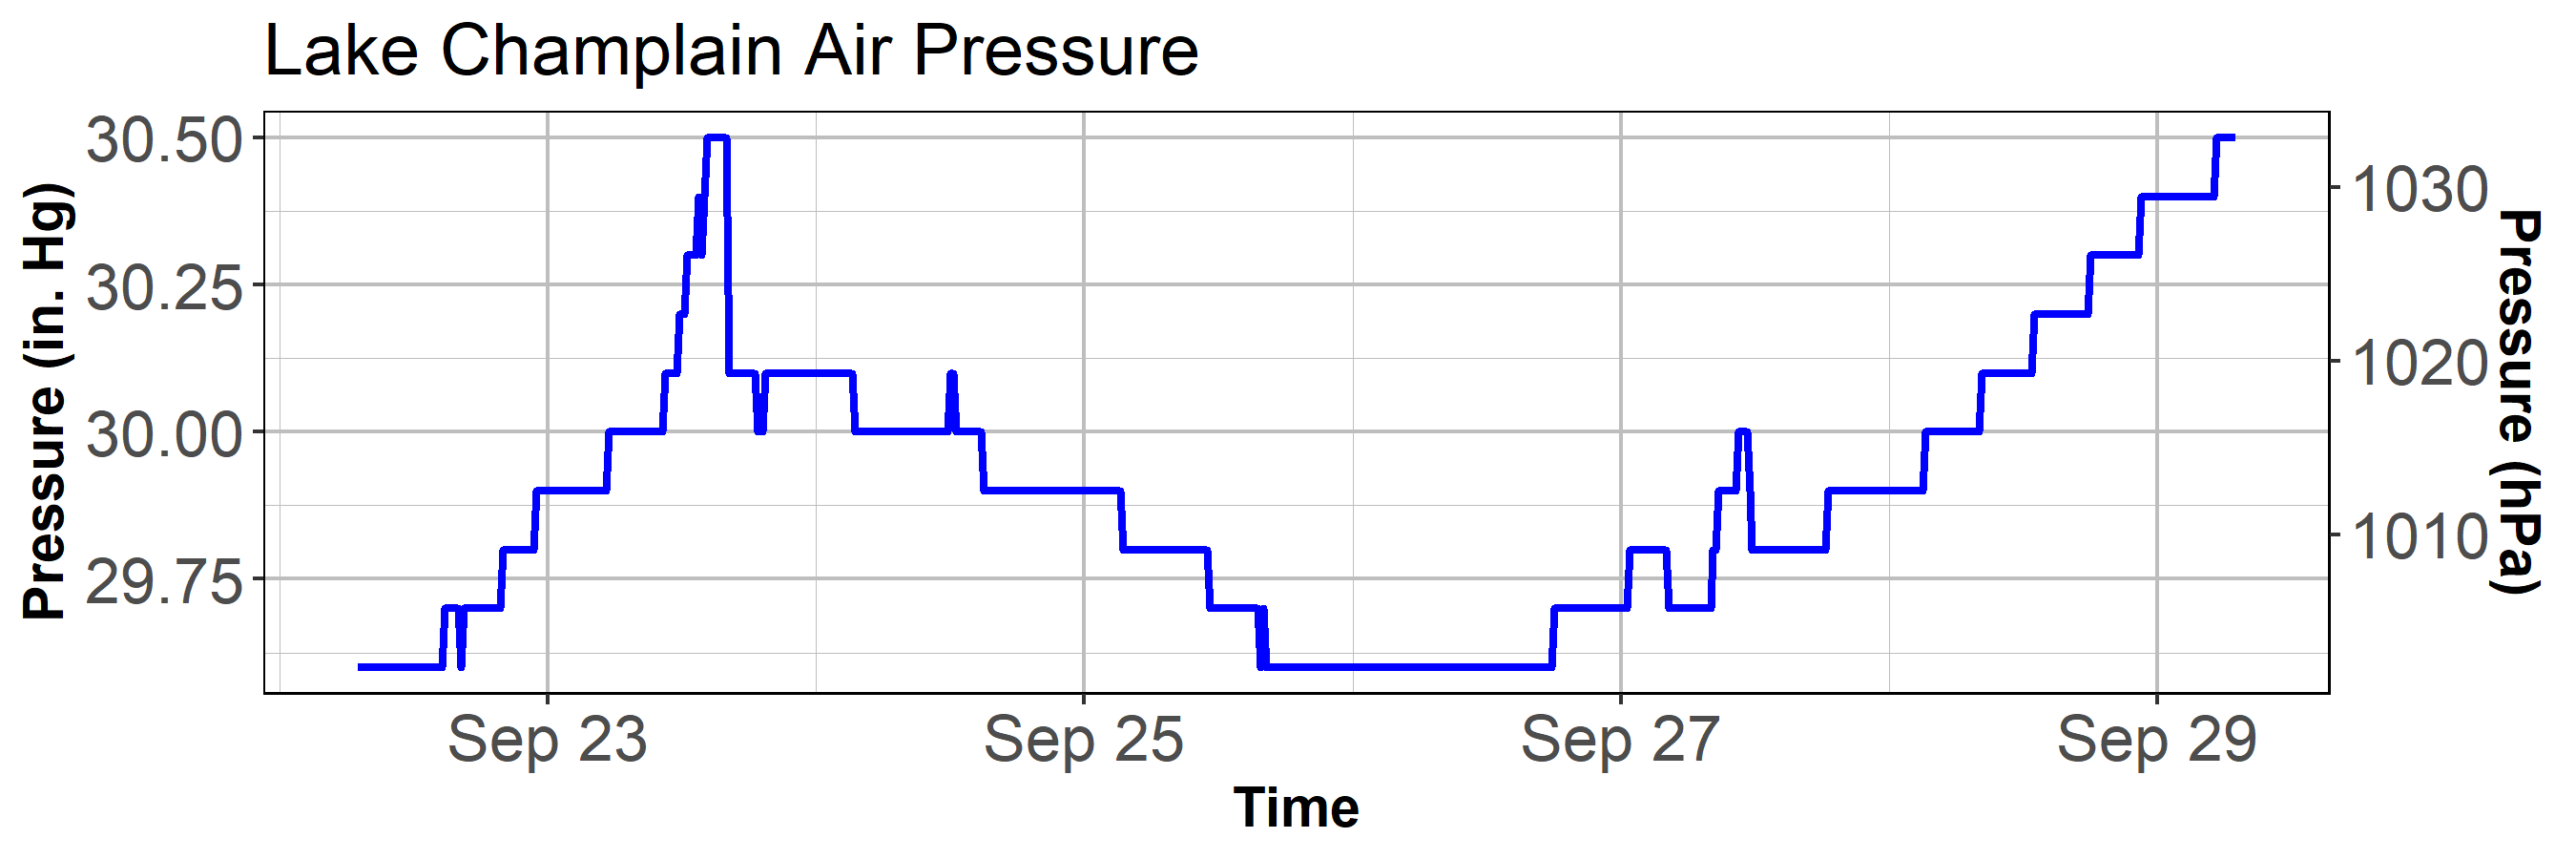 Lake Champlain Air Pressure
Pressure (in. Hg)
30.50
30.25
30.00
29.75
1030
1020
1010
Pressure (hPa)
Sep 23
Sep 25
Sep 27
Sep 29
Time